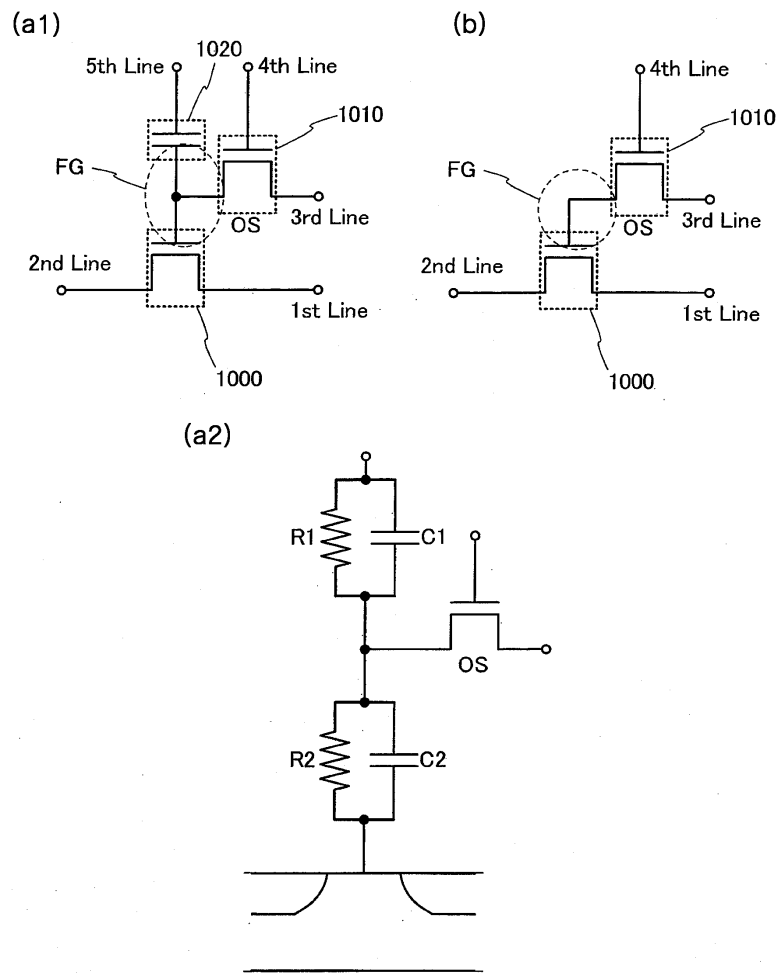 (a1)
1020
5th Line
4th Line
1010
FG
3rd Line
OS
2nd Line
1st Line
1000
(b)
4th Line
1010
FG
3rd Line
OS
2nd Line
1st Line
1000
(a2)
R1
C1
OS
R2
C2